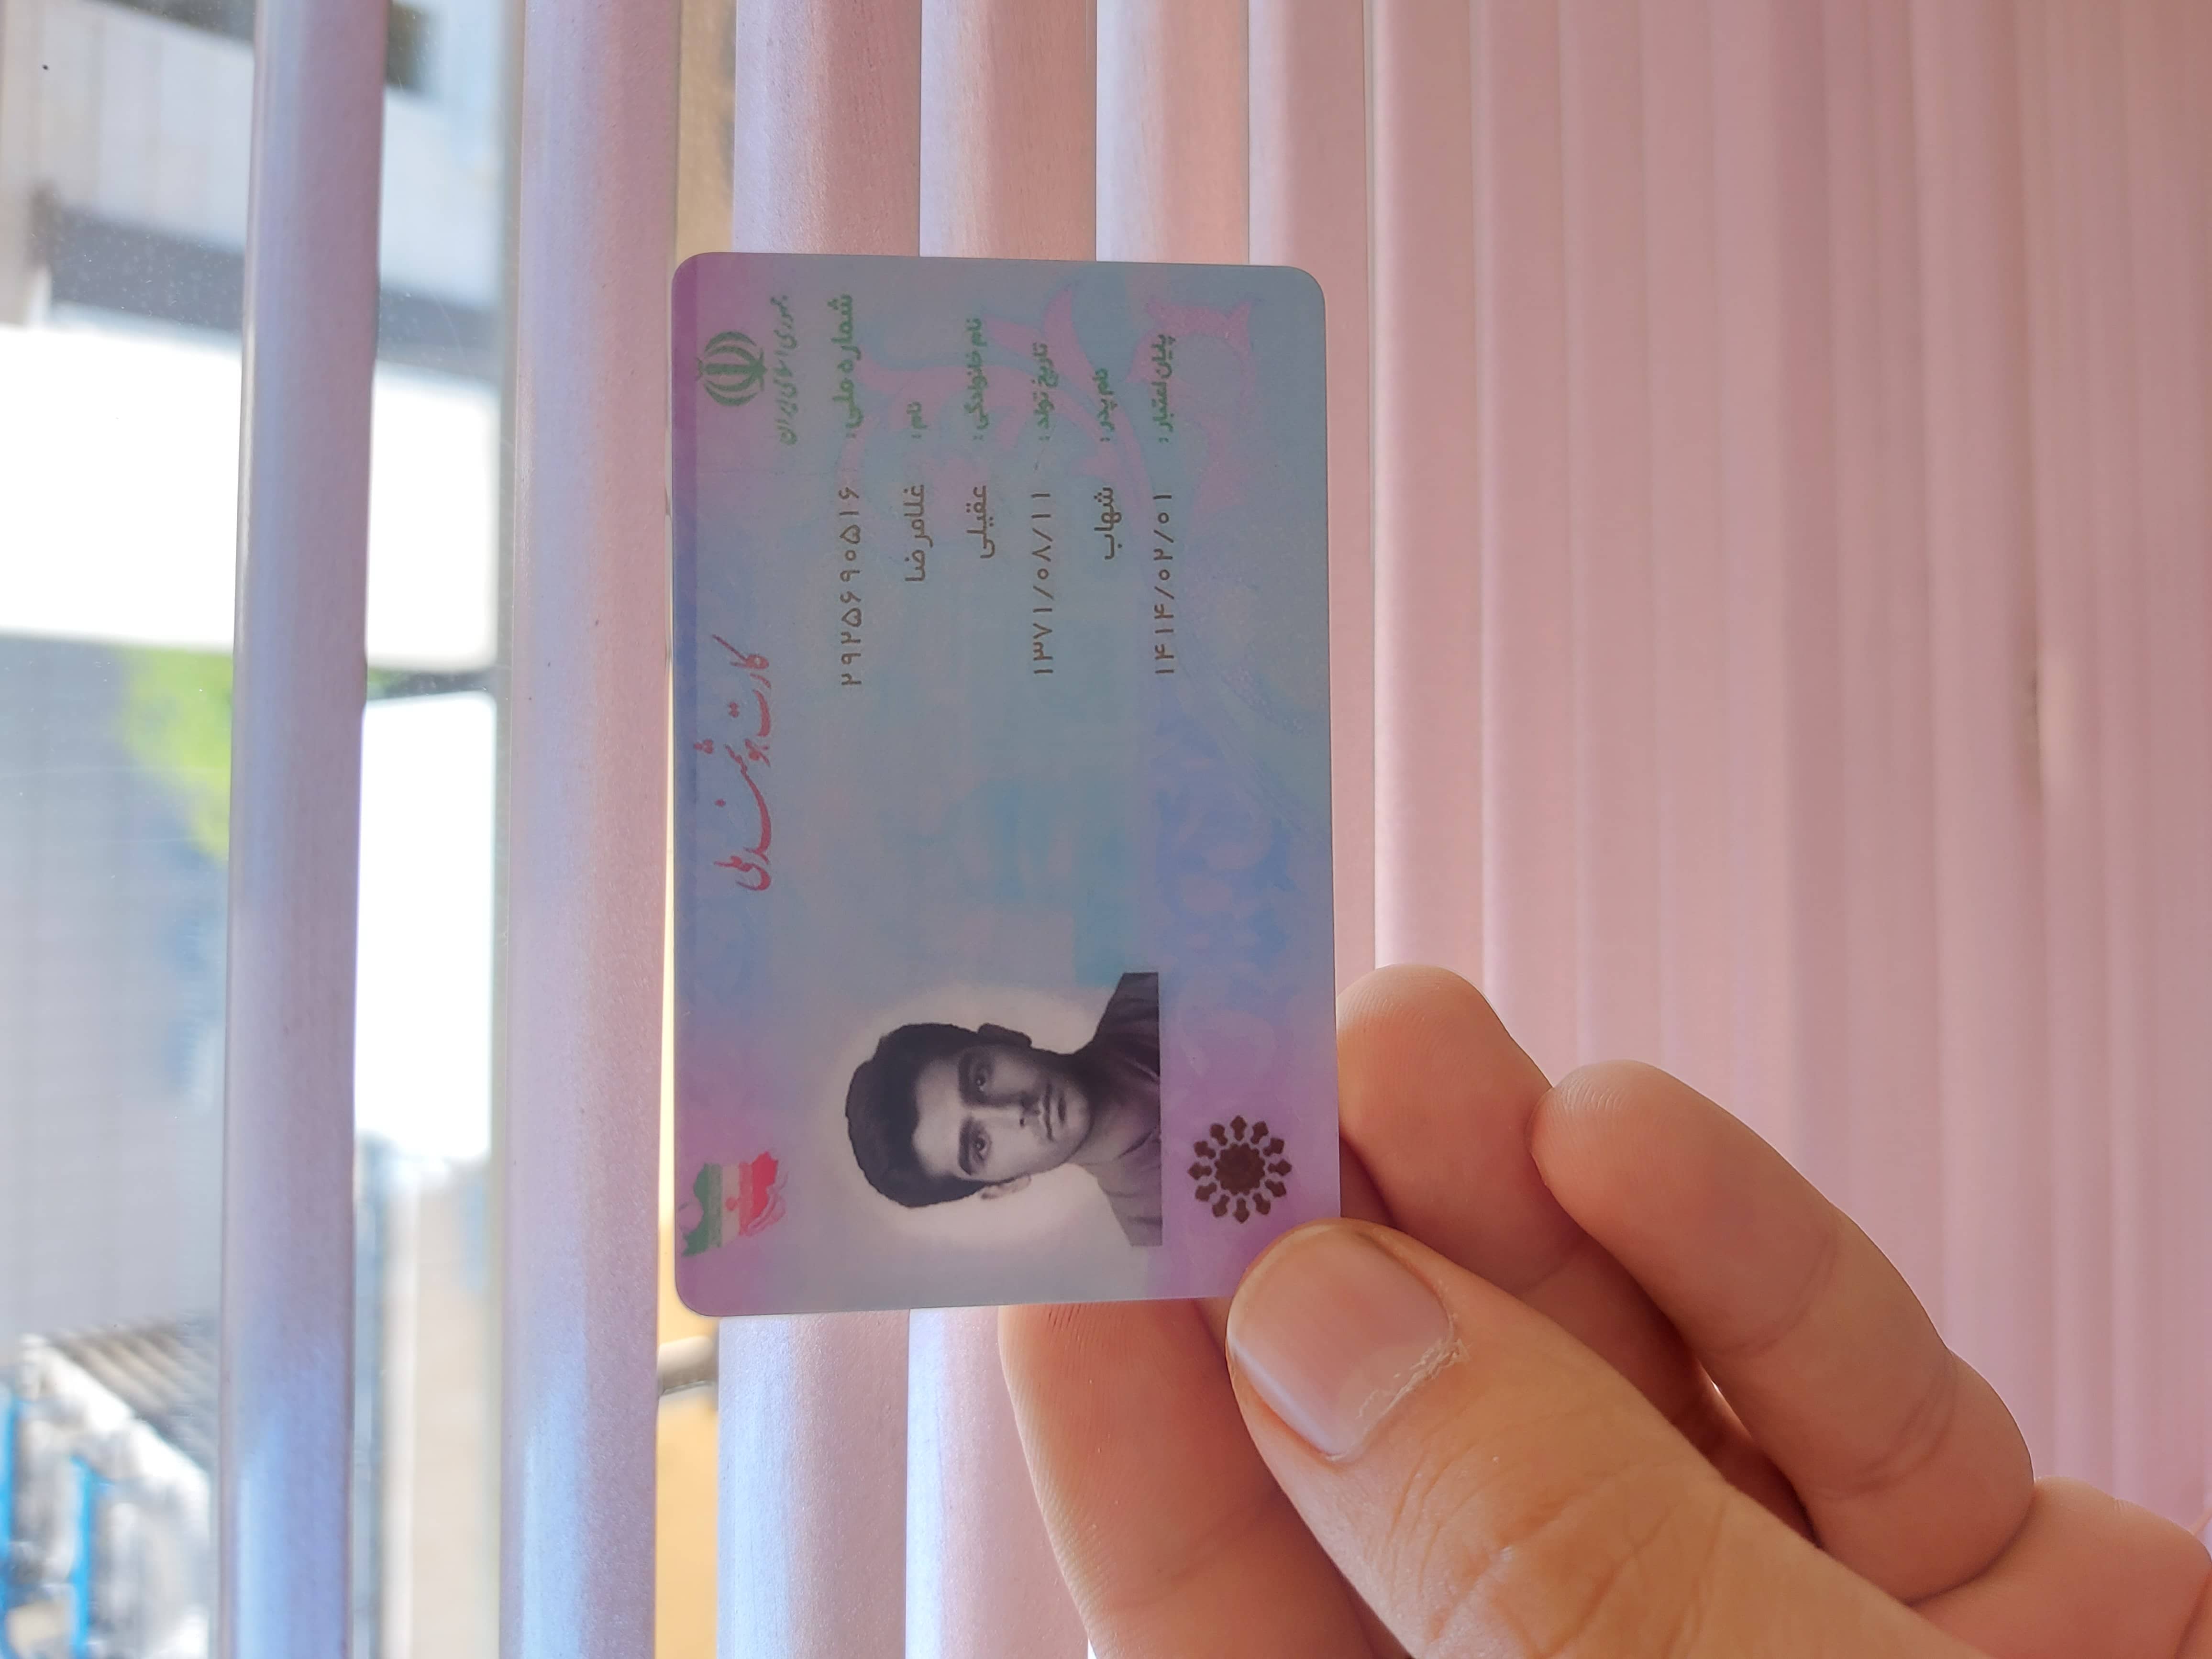 جمهوری اسلامی ایران
کارت هوشمند ملی
شماره ملی: ۲۹۲۵۶۹۰۵۱۶
نام: غلامرضا
نام خانوادگی: عقیلی
تاریخ تولد: ۱۳۷۱/۰۸/۱۱
نام پدر: شهاب
پایان اعتبار: ۱۴۱۴/۰۲/۰۱